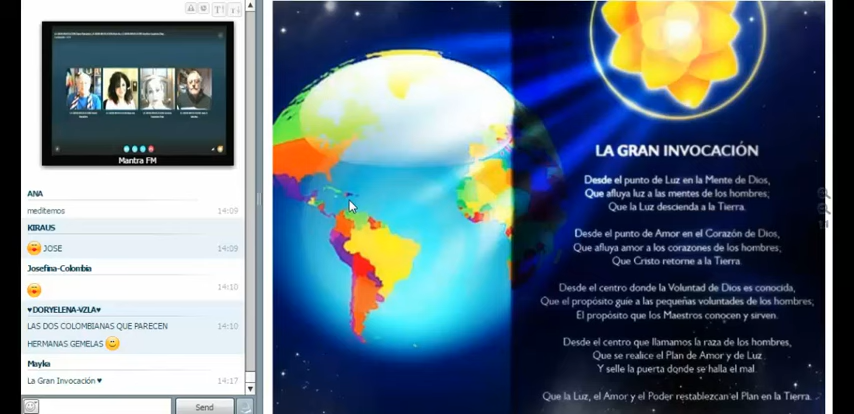 Mantra FM
ANA
meditemos 14:09
KIRAUS
JOSE 14:09
Josefina-Colombia
14:10
♥DORYELENA-VZLA♥
LAS DOS COLOMBIANAS QUE PARECEN 14:10
HERMANAS GEMELAS
Mayka
La Gran Invocación ♥ 14:17
Send
LA GRAN INVOCACIÓN
Desde el punto de Luz en la Mente de Dios,
Que afluya luz a las mentes de los hombres;
Que la Luz descienda a la Tierra.
Desde el punto de Amor en el Corazón de Dios,
Que afluya amor a los corazones de los hombres;
Que Cristo retorne a la Tierra.
Desde el centro donde la Voluntad de Dios es conocida,
Que el propósito guíe a las pequeñas voluntades de los hombres;
El propósito que los Maestros conocen y sirven.
Desde el centro que llamamos la raza de los hombres,
Que se realice el Plan de Amor y de Luz
Y selle la puerta donde se halla el mal.
Que la Luz, el Amor y el Poder restablezcan el Plan en la Tierra.